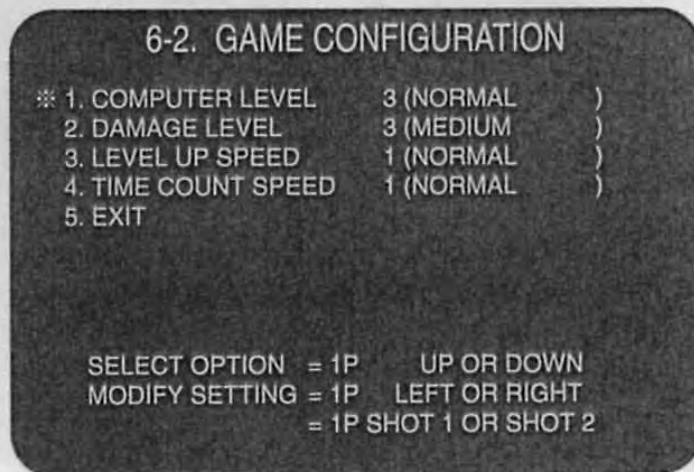 6-2. GAME CONFIGURATION
※ 1. COMPUTER LEVEL 3 (NORMAL )
2. DAMAGE LEVEL 3 (MEDIUM )
3. LEVEL UP SPEED 1 (NORMAL )
4. TIME COUNT SPEED 1 (NORMAL )
5. EXIT
SELECT OPTION = 1P UP OR DOWN
MODIFY SETTING = 1P LEFT OR RIGHT
= 1P SHOT 1 OR SHOT 2